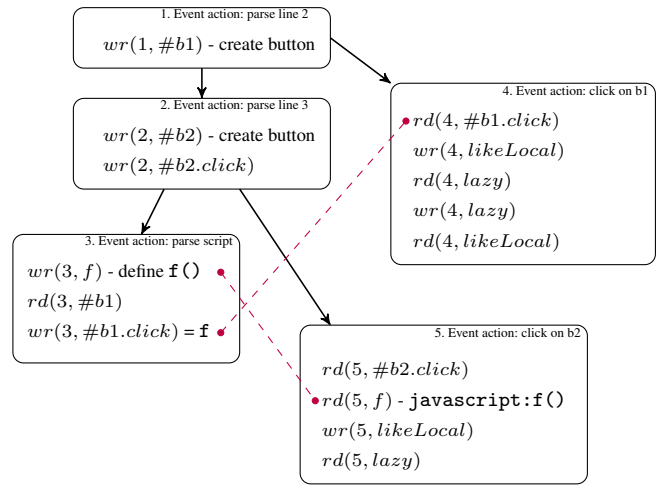 1. Event action: parse line 2
wr(1, #b1) - create button
2. Event action: parse line 3
wr(2, #b2) - create button
wr(2, #b2.click)
3. Event action: parse script
wr(3, f) - define f()
rd(3, #b1)
wr(3, #b1.click) = f
4. Event action: click on b1
rd(4, #b1.click)
wr(4, likeLocal)
rd(4, lazy)
wr(4, lazy)
rd(4, likeLocal)
5. Event action: click on b2
rd(5, #b2.click)
rd(5, f) - javascript:f()
wr(5, likeLocal)
rd(5, lazy)